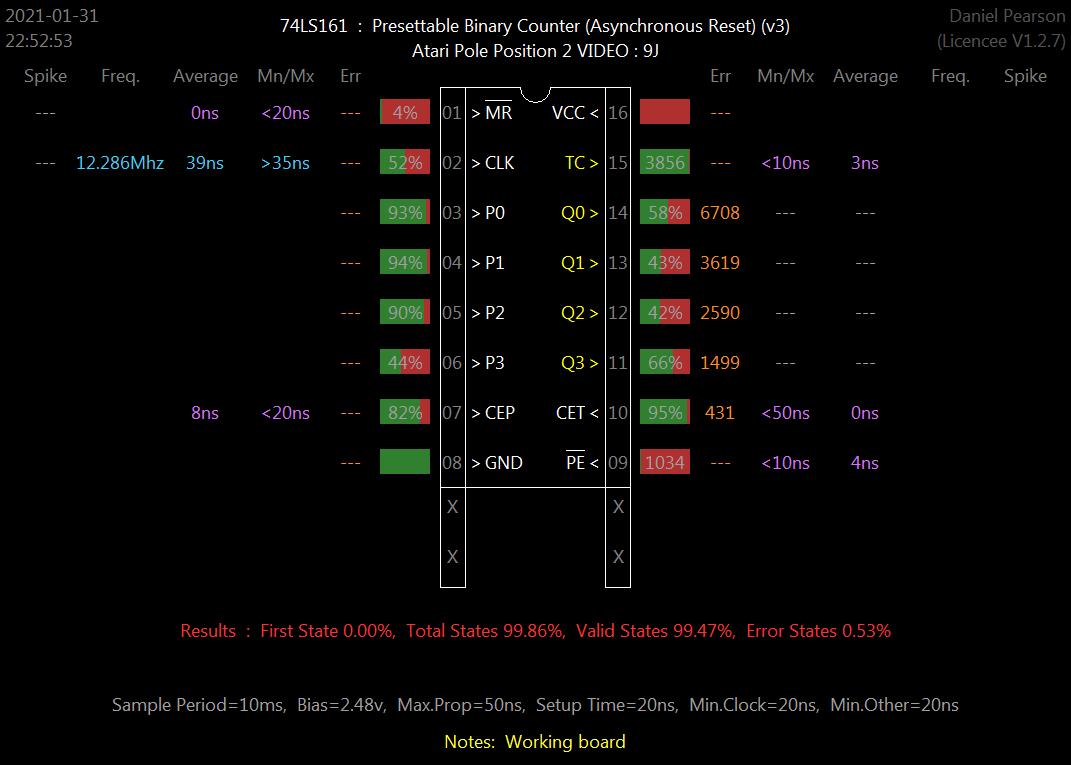 2021-01-31
22:52:53
74LS161 : Presettable Binary Counter (Asynchronous Reset) (v3)
Atari Pole Position 2 VIDEO : 9J
Daniel Pearson
(Licencee V1.2.7)
Spike Freq. Average Mn/Mx Err Err Mn/Mx Average Freq. Spike
--- 0ns <20ns --- 4% 01 > MR VCC < 16 ---
--- 12.286Mhz 39ns >35ns --- 52% 02 > CLK TC > 15 3856 --- <10ns 3ns
--- 93% 03 > P0 Q0 > 14 58% 6708 --- ---
--- 94% 04 > P1 Q1 > 13 43% 3619 --- ---
--- 90% 05 > P2 Q2 > 12 42% 2590 --- ---
--- 44% 06 > P3 Q3 > 11 66% 1499 --- ---
8ns <20ns --- 82% 07 > CEP CET < 10 95% 431 <50ns 0ns
--- 08 > GND PE < 09 1034 --- <10ns 4ns
X X
X X
Results : First State 0.00%, Total States 99.86%, Valid States 99.47%, Error States 0.53%
Sample Period=10ms, Bias=2.48v, Max.Prop=50ns, Setup Time=20ns, Min.Clock=20ns, Min.Other=20ns
Notes: Working board